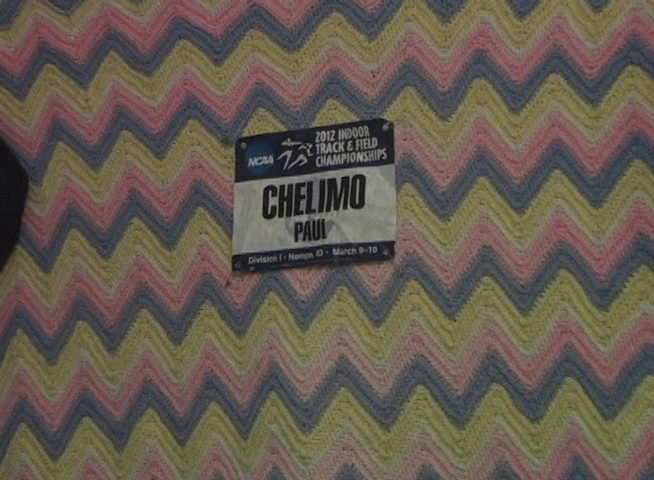 NCAA
2012 INDOOR
TRACK & FIELD
CHAMPIONSHIPS
CHELIMO
PAUL
Division I · Nampa, ID · March 9-10